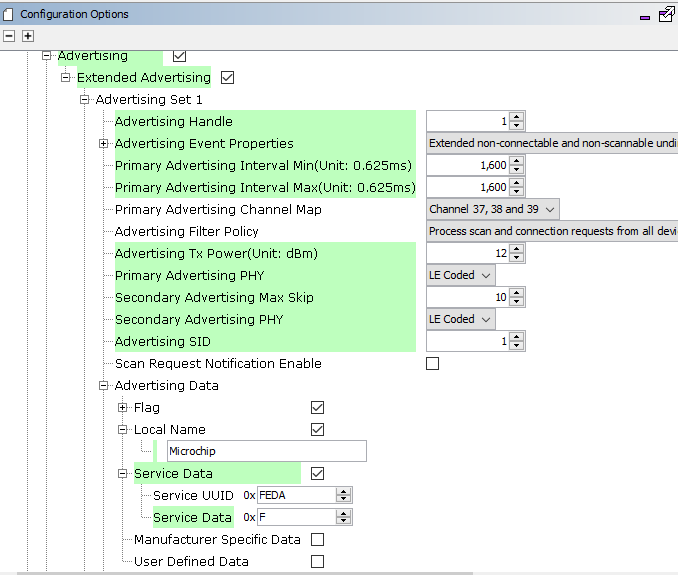 Configuration Options
Advertising
Extended Advertising
Advertising Set 1
Advertising Handle 1
Advertising Event Properties Extended non-connectable and non-scannable undi
Primary Advertising Interval Min(Unit: 0.625ms) 1,600
Primary Advertising Interval Max(Unit: 0.625ms) 1,600
Primary Advertising Channel Map Channel 37, 38 and 39
Advertising Filter Policy Process scan and connection requests from all devi
Advertising Tx Power(Unit: dBm) 12
Primary Advertising PHY LE Coded
Secondary Advertising Max Skip 10
Secondary Advertising PHY LE Coded
Advertising SID 1
Scan Request Notification Enable
Advertising Data
Flag
Local Name
Microchip
Service Data
Service UUID 0x FEDA
Service Data 0x F
Manufacturer Specific Data
User Defined Data